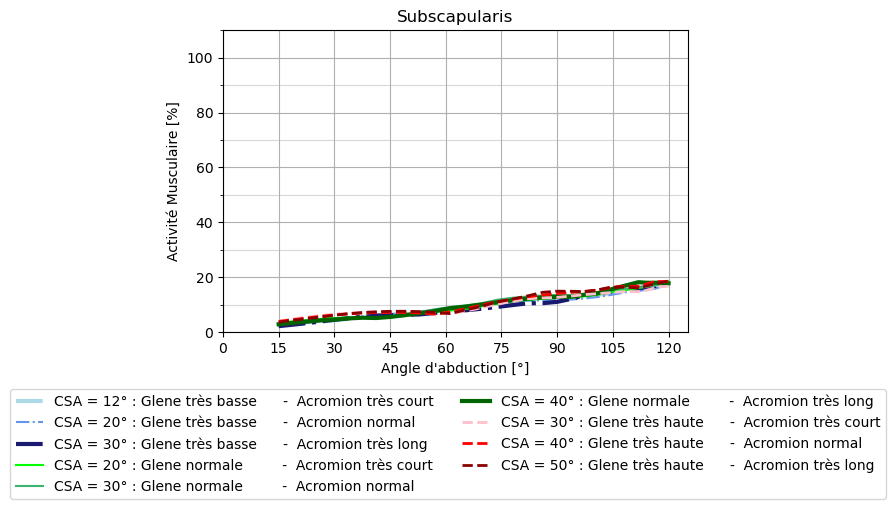 Subscapularis
Activité Musculaire [%]
100
80
60
40
20
0
0 15 30 45 60 75 90 105 120
Angle d'abduction [°]
CSA = 12° : Glene très basse - Acromion très court
CSA = 20° : Glene très basse - Acromion normal
CSA = 30° : Glene très basse - Acromion très long
CSA = 20° : Glene normale - Acromion très court
CSA = 30° : Glene normale - Acromion normal
CSA = 40° : Glene normale - Acromion très long
CSA = 30° : Glene très haute - Acromion très court
CSA = 40° : Glene très haute - Acromion normal
CSA = 50° : Glene très haute - Acromion très long